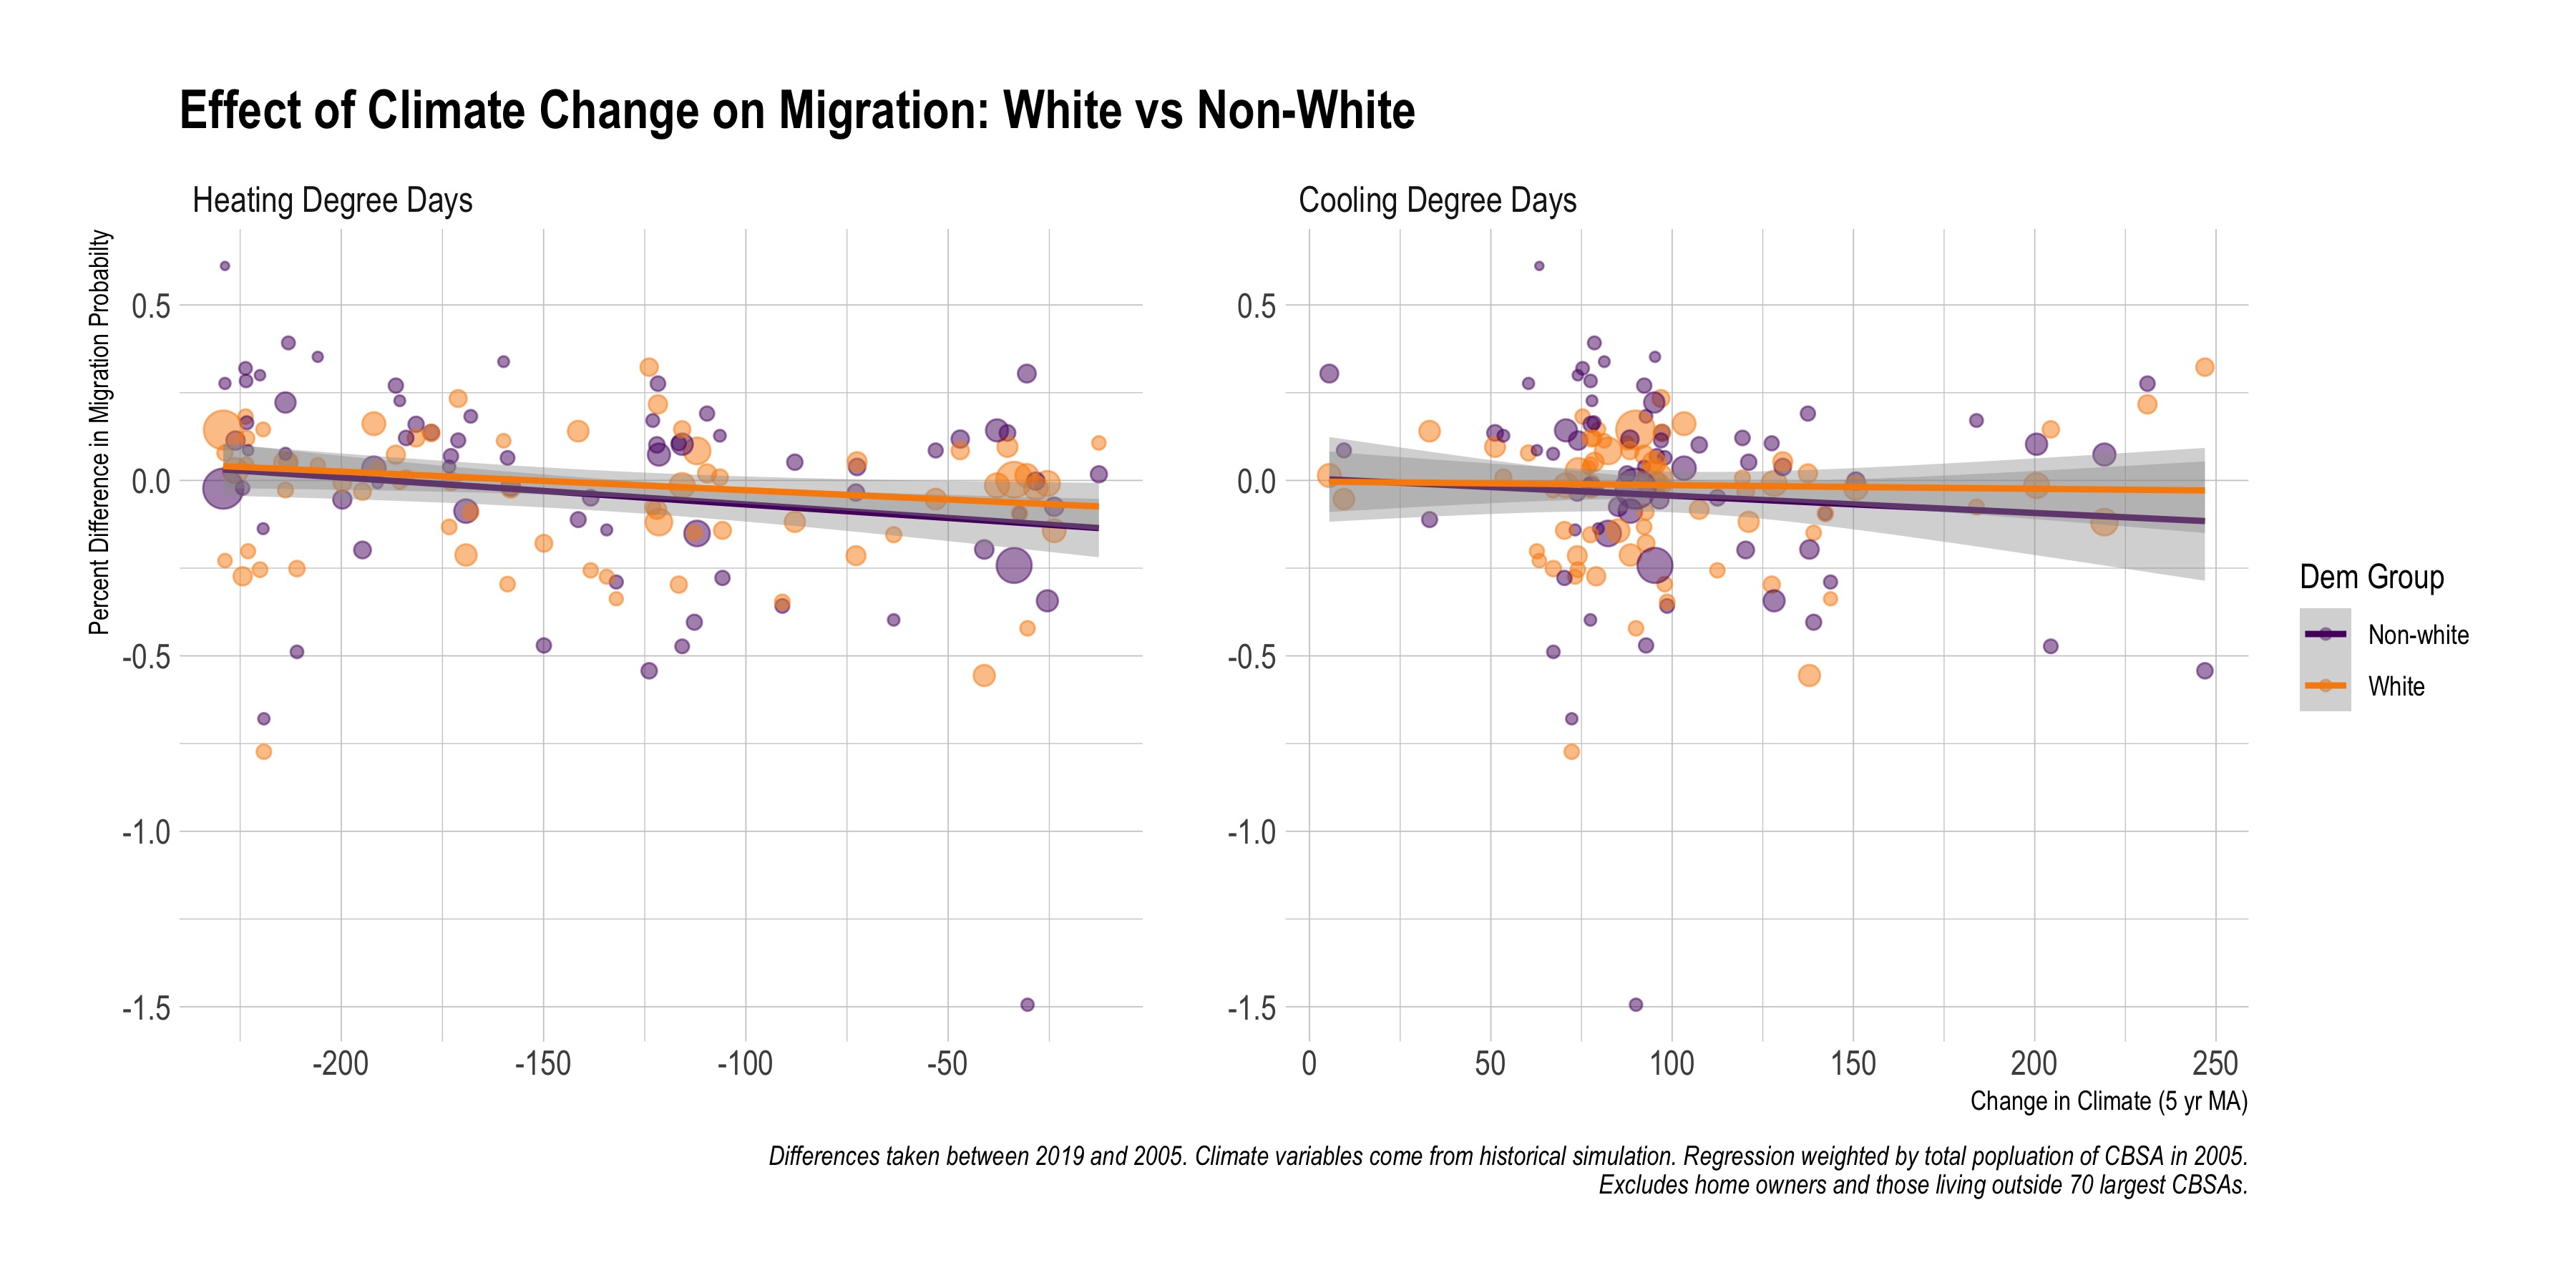 Effect of Climate Change on Migration: White vs Non-White
Heating Degree Days
Cooling Degree Days
Percent Difference in Migration Probabilty
0.5
0.0
-0.5
-1.0
-1.5
-200
-150
-100
-50
0.5
0.0
-0.5
-1.0
-1.5
0
50
100
150
200
250
Change in Climate (5 yr MA)
Dem Group
Non-white
White
Differences taken between 2019 and 2005. Climate variables come from historical simulation. Regression weighted by total popluation of CBSA in 2005.
Excludes home owners and those living outside 70 largest CBSAs.